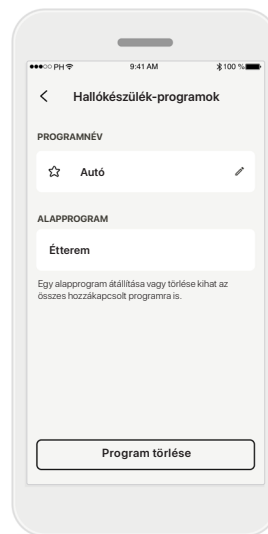 ●●●○○ PH 9:41 AM 100 %
Hallókészülék-programok
PROGRAMNÉV
Autó
ALAPPROGRAM
Étterem
Egy alapprogram átállítása vagy törlése kihat az
összes hozzákapcsolt programra is.
Program törlése